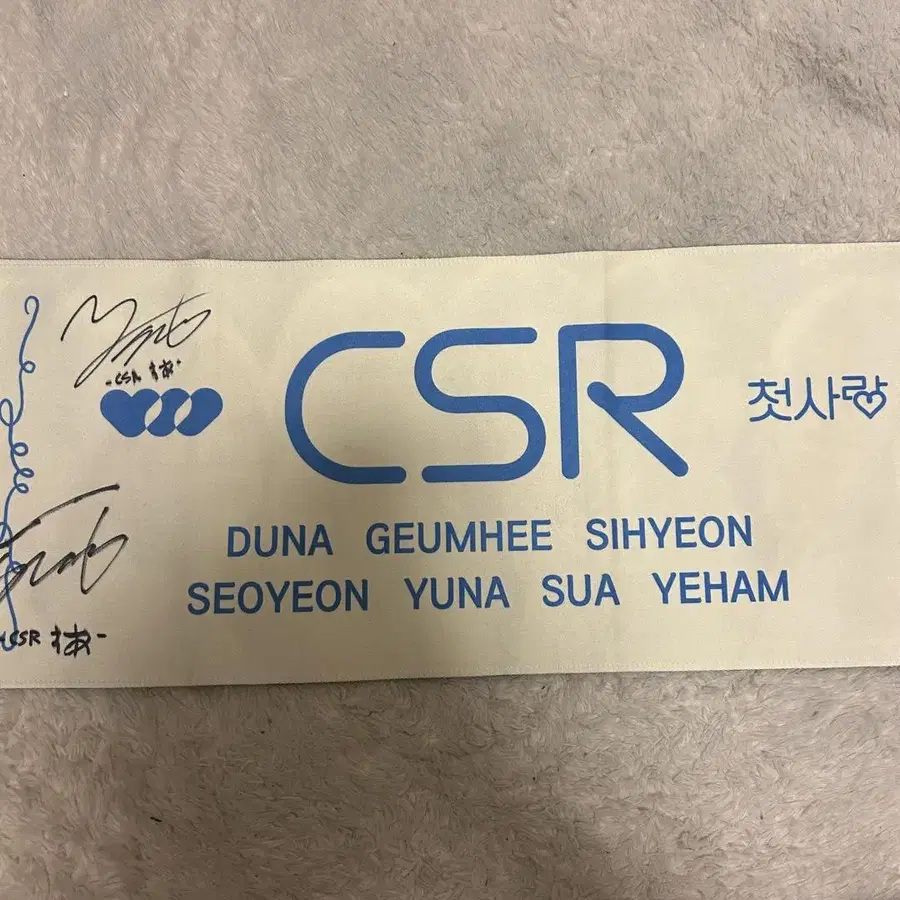 CSR
첫사랑
DUNA GEUMHEE SIHYEON
SEOYEON YUNA SUA YEHAM
-CSR
CSR